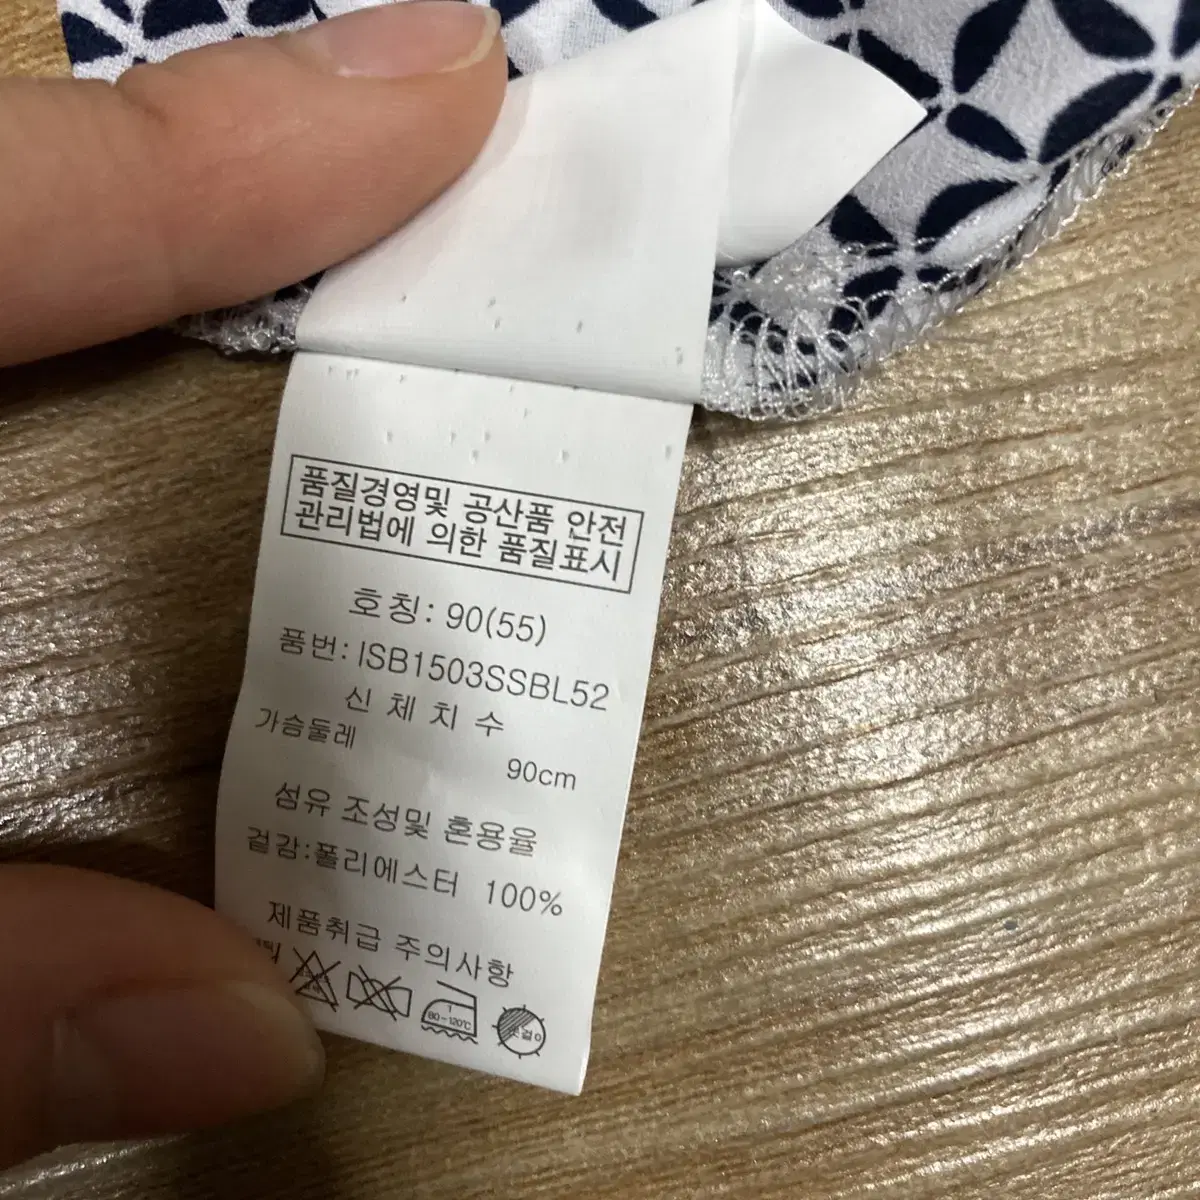 품질경영및 공산품 안전
관리법에 의한 품질표시
호칭: 90(55)
품번: ISB1503SSBL52
신 체 치 수
가슴둘레
90cm
섬유 조성및 혼용율
겉감:폴리에스터 100%
제품취급 주의사항
80~120℃